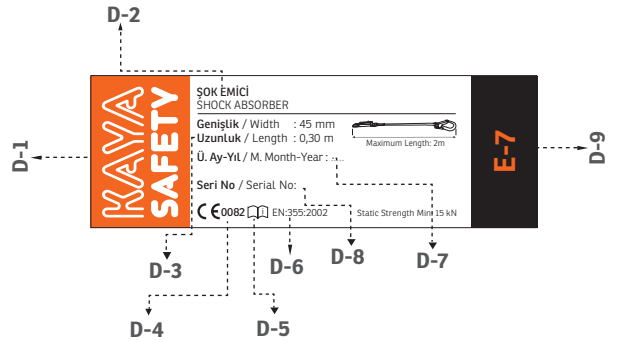 D-2
D-1
KAYA
SAFETY
ŞOK EMİCİ
SHOCK ABSORBER
Genişlik / Width : 45 mm
Uzunluk / Length : 0,30 m
Maximum Length: 2m
Ü. Ay-Yıl / M. Month-Year : ....
Seri No / Serial No:
CE0082 EN:355:2002
Static Strength Min: 15 kN
E-7
D-9
D-3
D-6
D-8
D-7
D-4
D-5